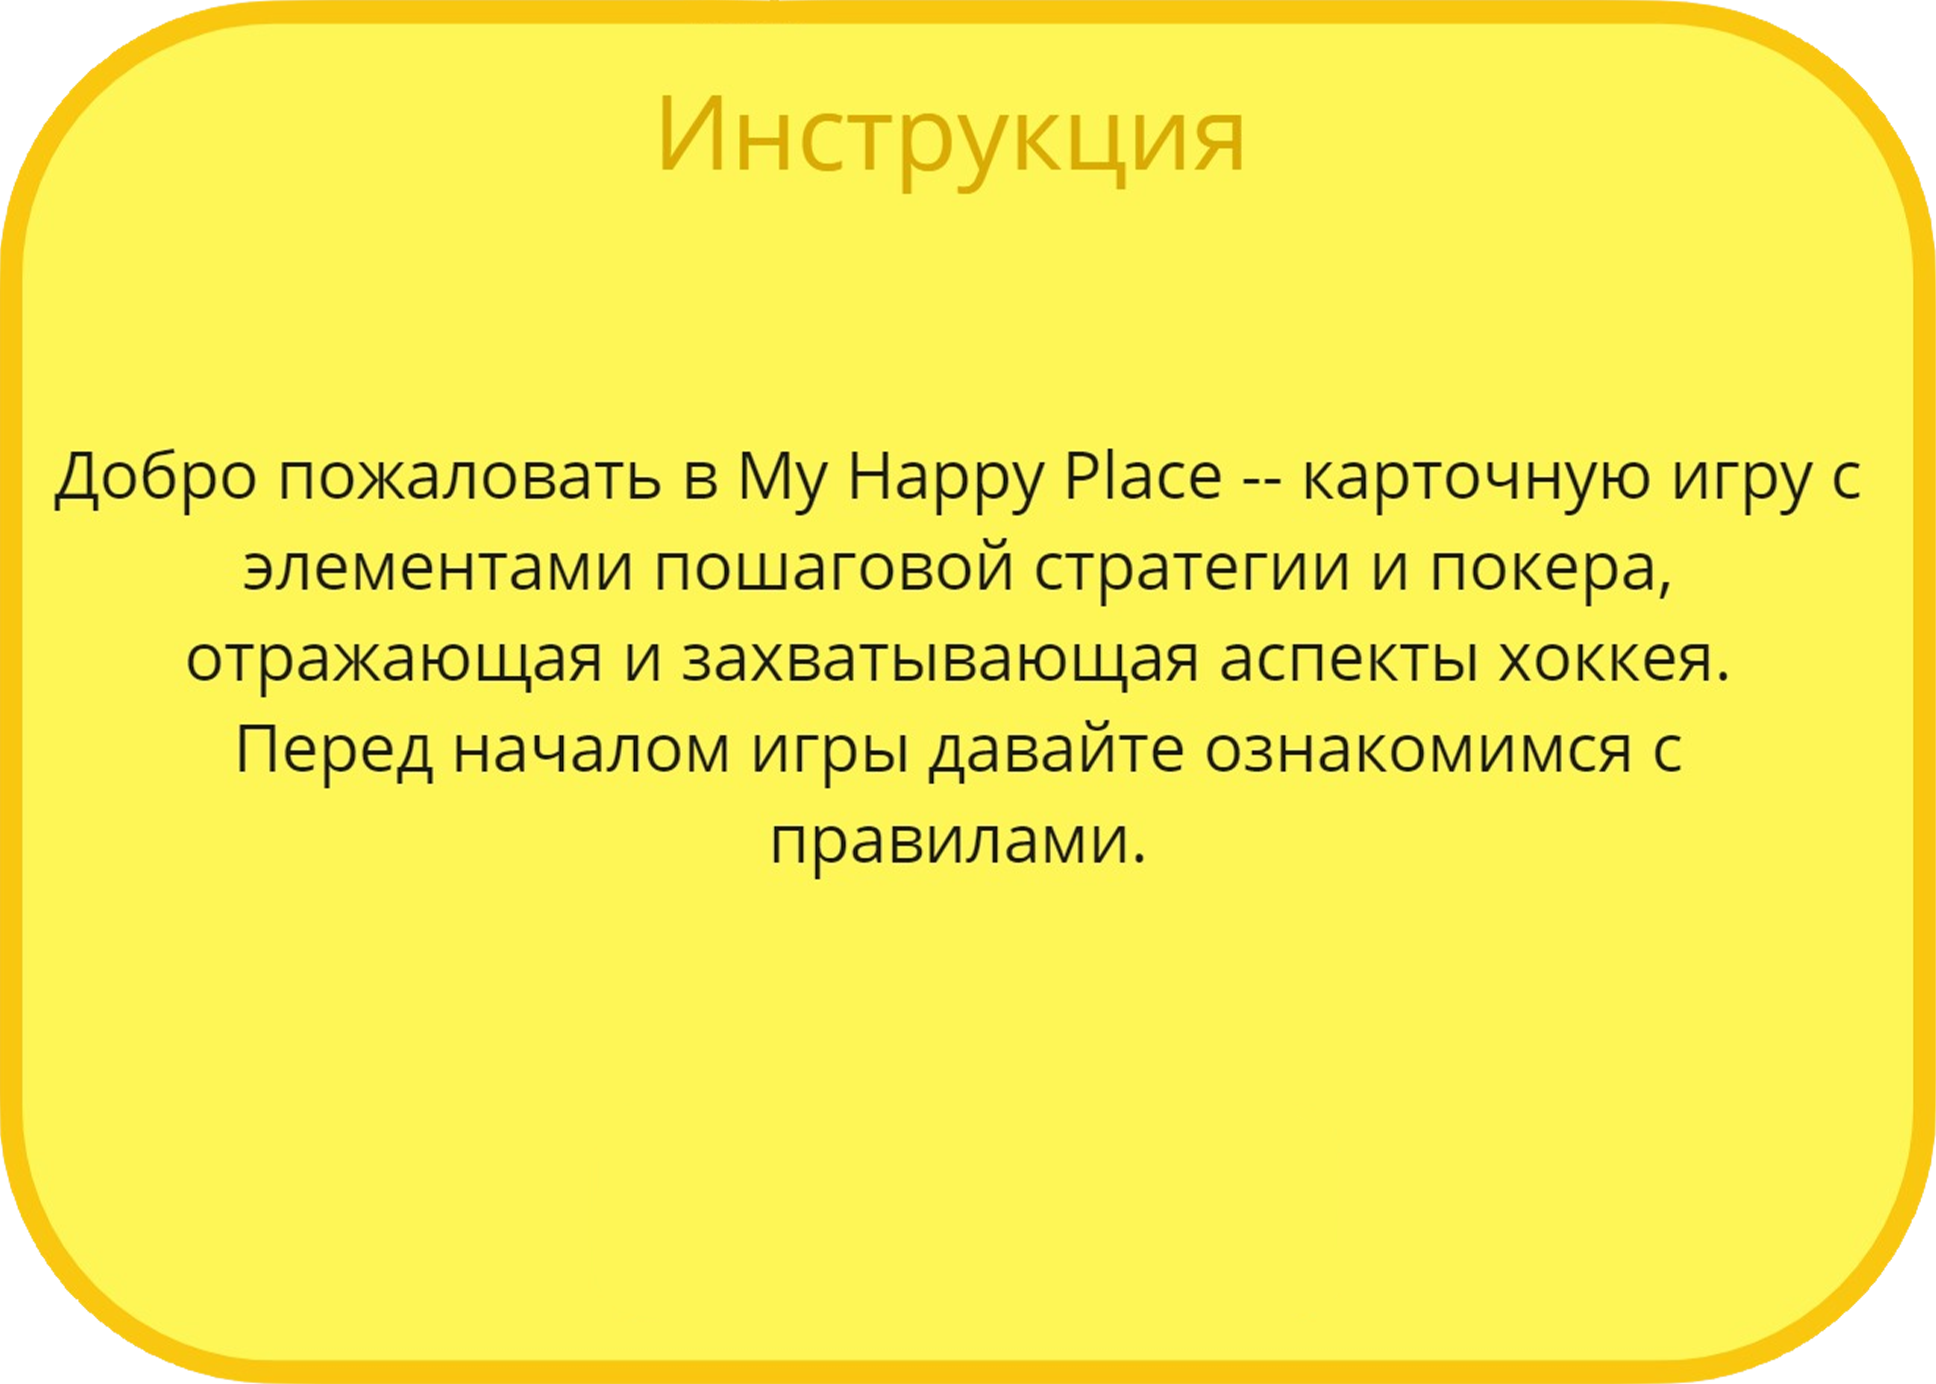 Инструкция
Добро пожаловать в My Happy Place -- карточную игру с
элементами пошаговой стратегии и покера,
отражающая и захватывающая аспекты хоккея.
Перед началом игры давайте ознакомимся с
правилами.